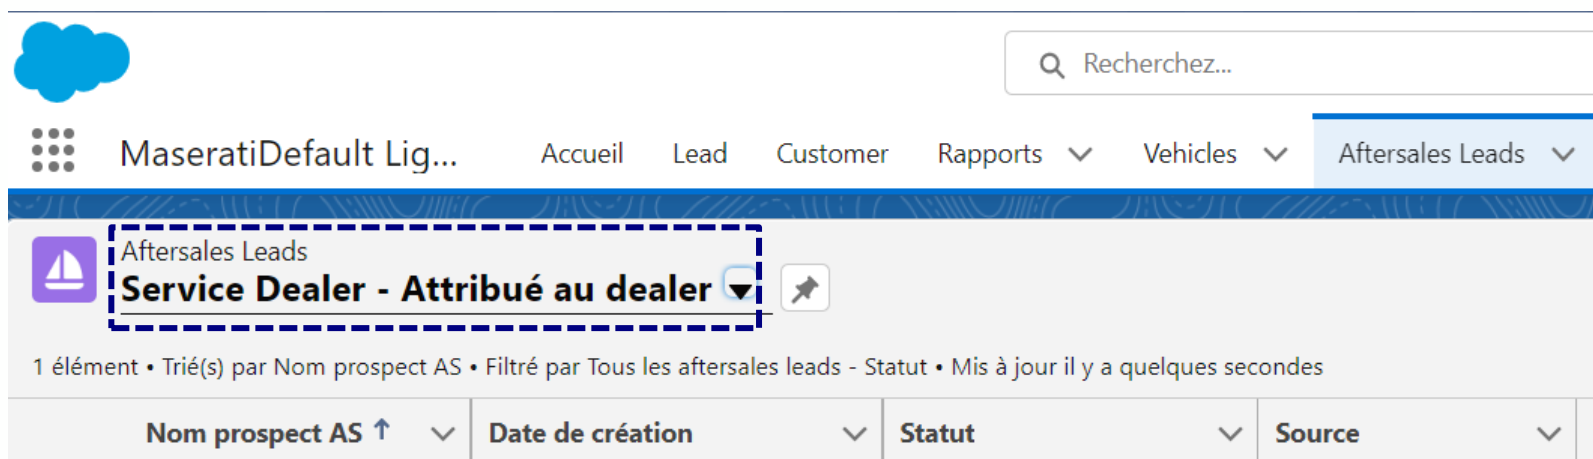 Recherchez...
MaseratiDefault Lig... Accueil Lead Customer Rapports Vehicles Aftersales Leads
Aftersales Leads
Service Dealer - Attribué au dealer
1 élément • Trié(s) par Nom prospect AS • Filtré par Tous les aftersales leads - Statut • Mis à jour il y a quelques secondes
Nom prospect AS Date de création Statut Source